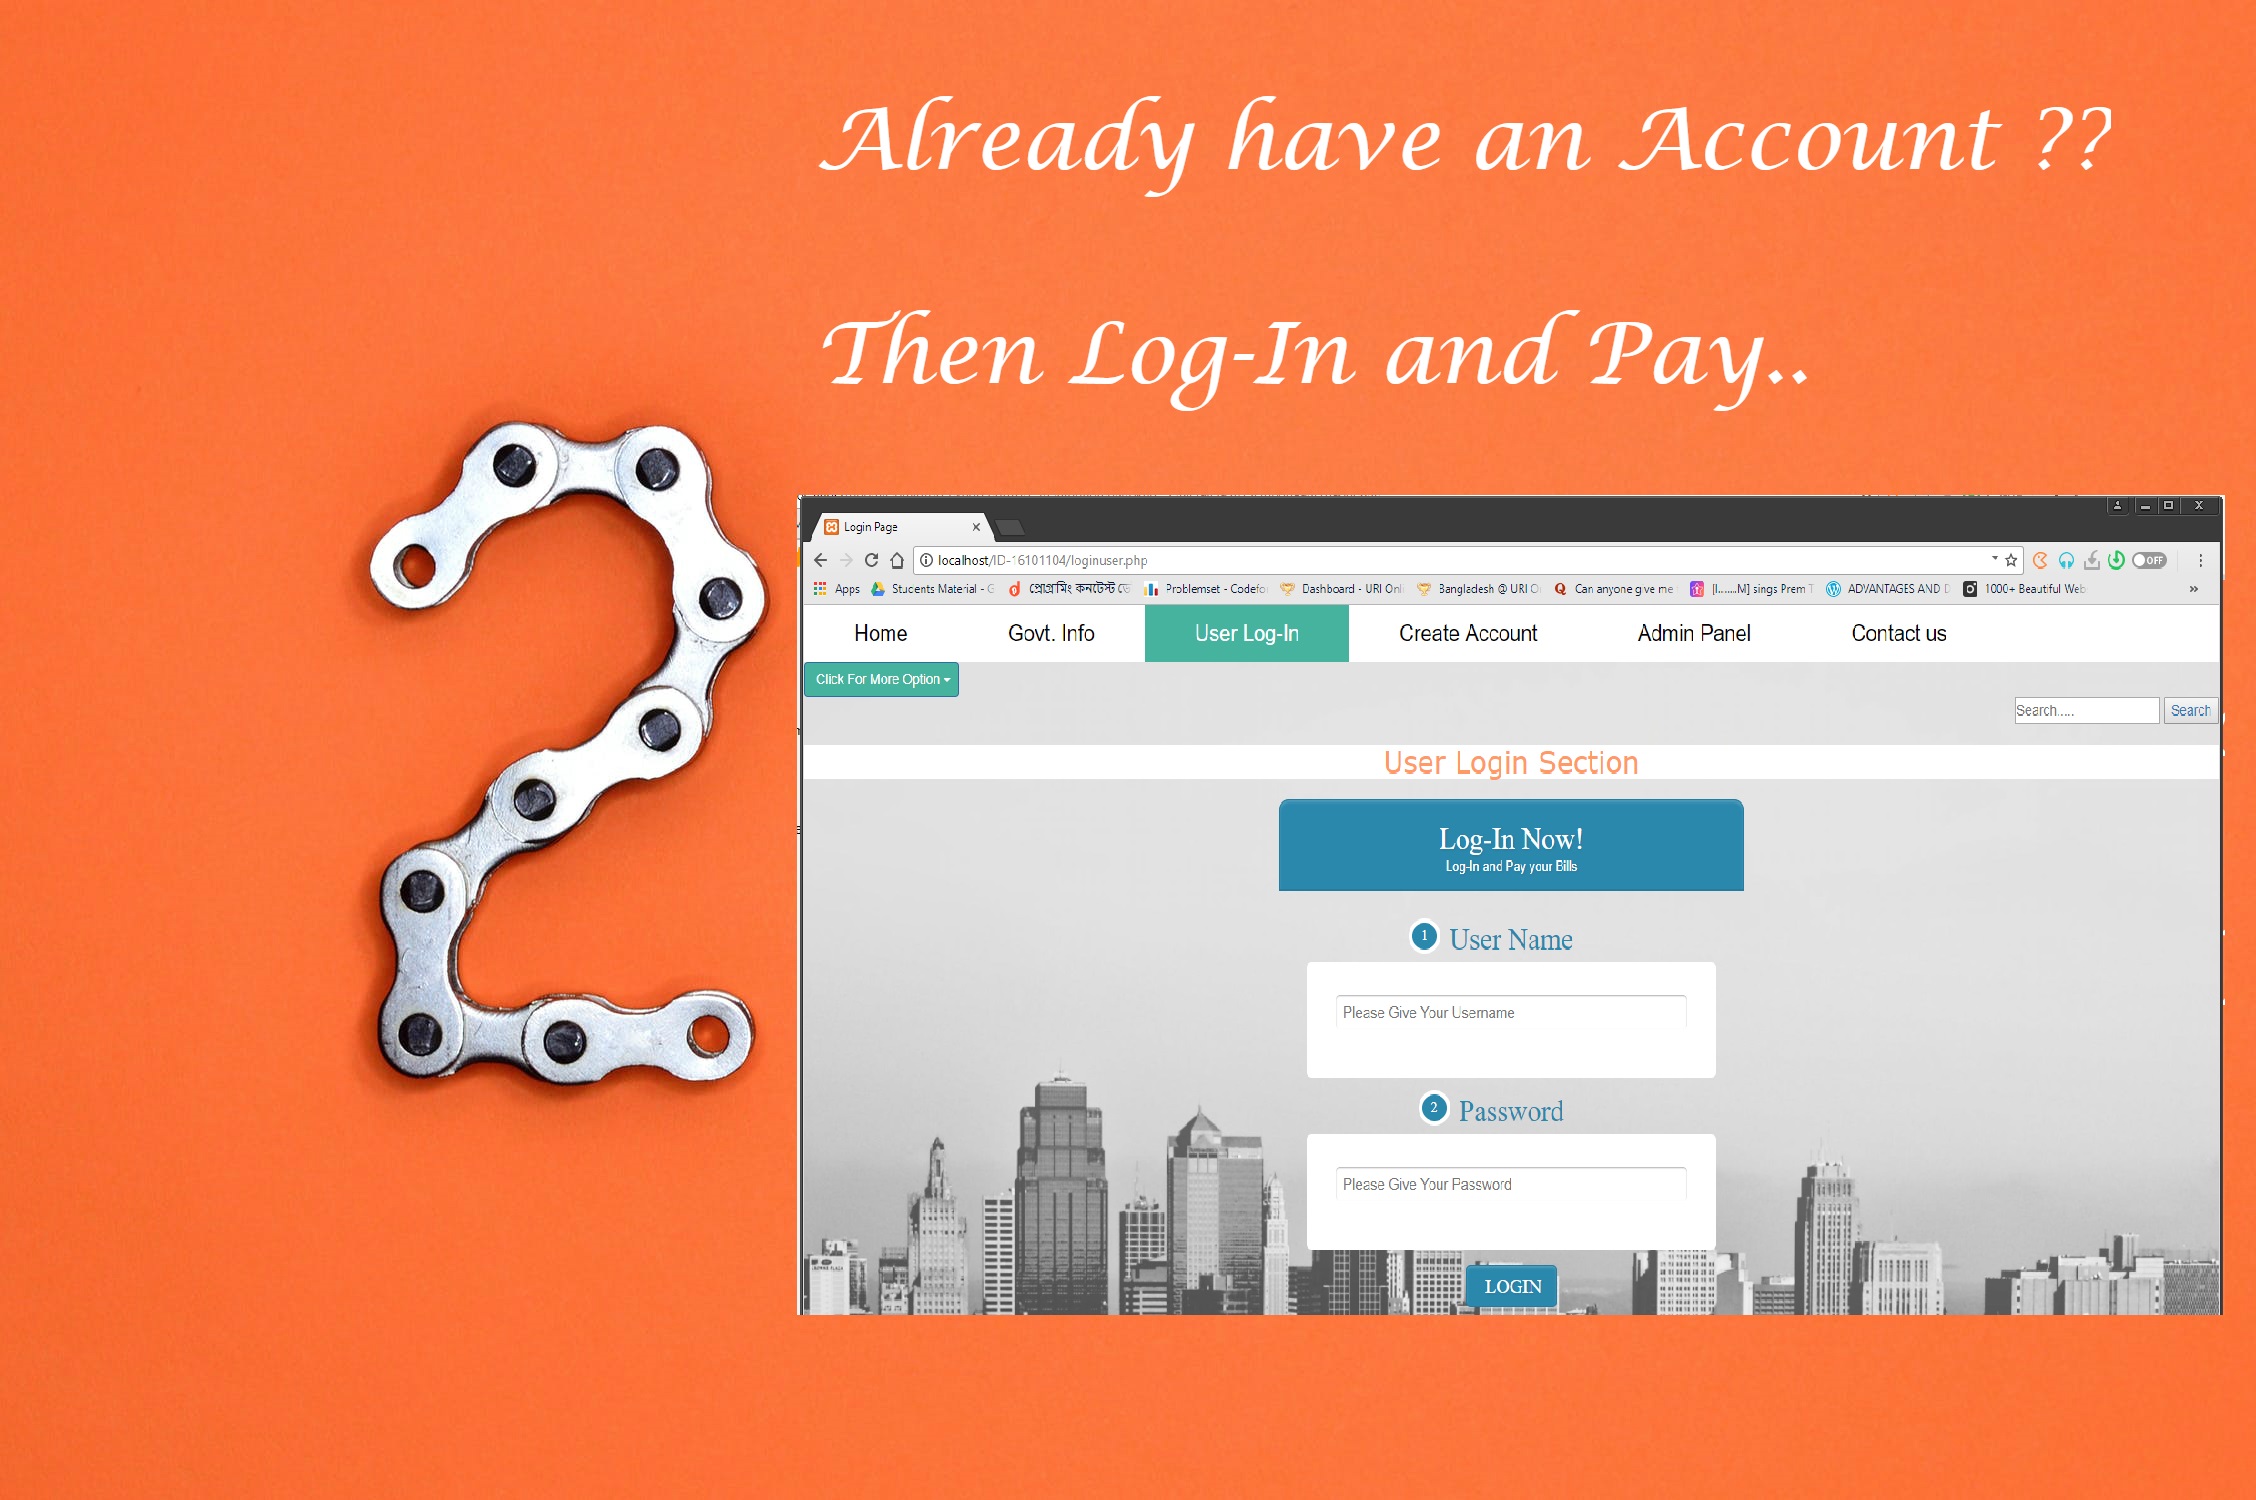 Already have an Account ??
Then Log-In and Pay..
Login Page
localhost/ID-16101104/loginuser.php
OFF
Apps
Students Material - G
প্রোগ্রামিং কনটেস্ট ডে
Problemset - Codefo
Dashboard - URI Onl
Bangladesh @ URI O
Can anyone give me
[I.......M] sings Prem T
ADVANTAGES AND D
1000+ Beautiful Web
Home
Govt. Info
User Log-In
Create Account
Admin Panel
Contact us
Click For More Option
Search.....
Search
User Login Section
Log-In Now!
Log-In and Pay your Bills
1 User Name
Please Give Your Username
2 Password
Please Give Your Password
LOGIN